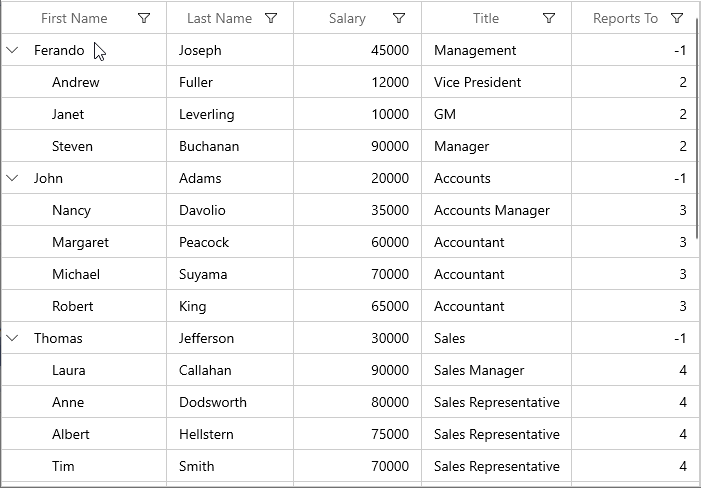 First Name Last Name Salary Title Reports To
Ferando Joseph 45000 Management -1
Andrew Fuller 12000 Vice President 2
Janet Leverling 10000 GM 2
Steven Buchanan 90000 Manager 2
John Adams 20000 Accounts -1
Nancy Davolio 35000 Accounts Manager 3
Margaret Peacock 60000 Accountant 3
Michael Suyama 70000 Accountant 3
Robert King 65000 Accountant 3
Thomas Jefferson 30000 Sales -1
Laura Callahan 90000 Sales Manager 4
Anne Dodsworth 80000 Sales Representative 4
Albert Hellstern 75000 Sales Representative 4
Tim Smith 70000 Sales Representative 4